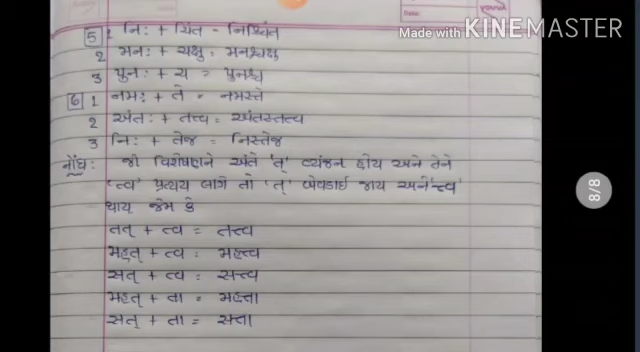 Made with KINEMASTER
Date:
5 1 નિઃ + ચિંત = નિશ્ચિંત
2 મનઃ + ચક્ષુ = મનશ્ચક્ષુ
3 પુનઃ + ચ = પુનશ્ચ
6 1 નમઃ + તે = નમસ્તે
2 અંતઃ + તત્ત્વ = અંતસ્તત્ત્વ
3 નિઃ + તેજ = નિસ્તેજ
નોંધઃ જો વિશેષણને અંતે 'ત્' વ્યંજન હોય અને તેને
'ત્વ' પ્રત્યય લાગે તો 'ત્' બેવડાઈ જાય અને 'ત્ત્વ'
થાય જેમ કે
તત્ + ત્વ = તત્ત્વ
મહત્ + ત્વ = મહત્ત્વ
સત્ + ત્વ = સત્ત્વ
મહત્ + તા = મહત્તા
સત્ + તા = સત્તા
8/8